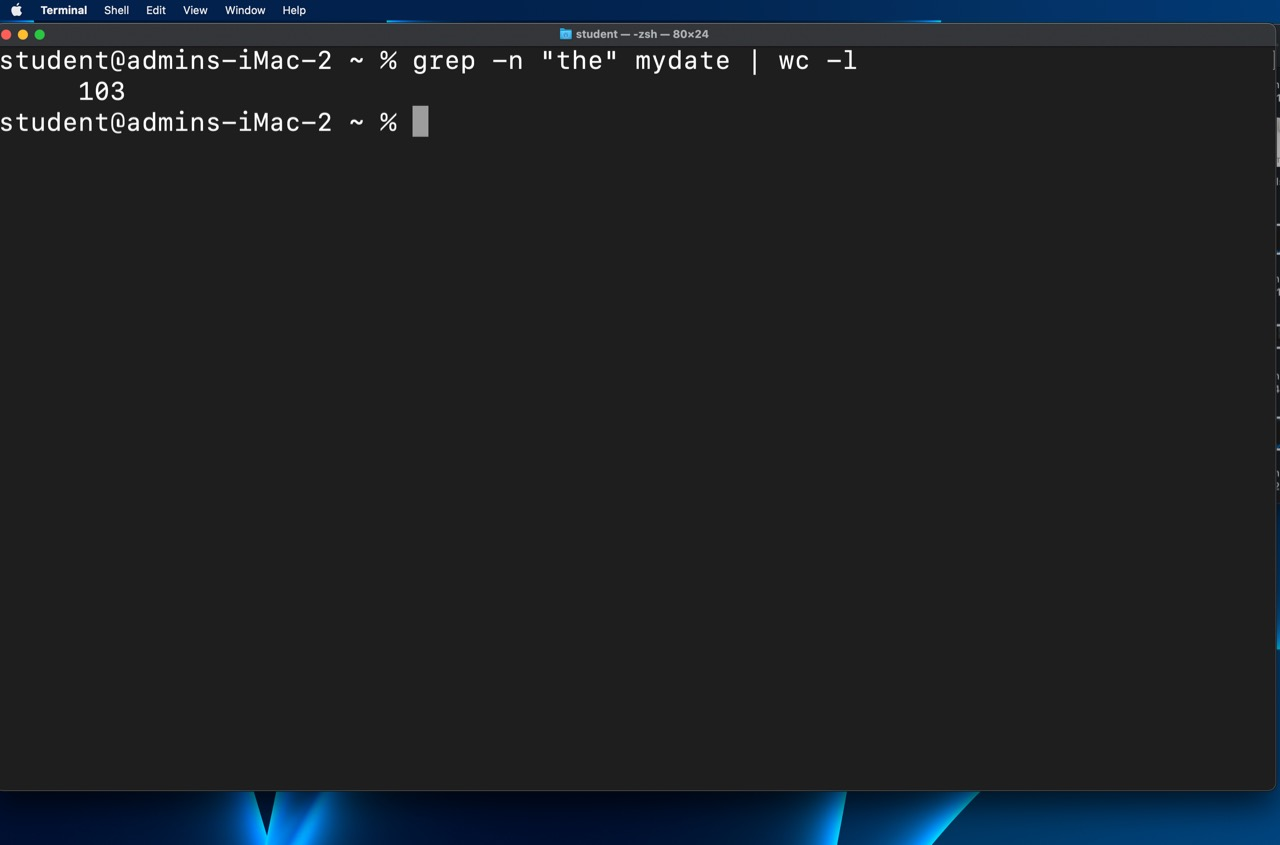 Terminal Shell Edit View Window Help
student — -zsh — 80×24
student@admins-iMac-2 ~ % grep -n "the" mydate | wc -l
103
student@admins-iMac-2 ~ %